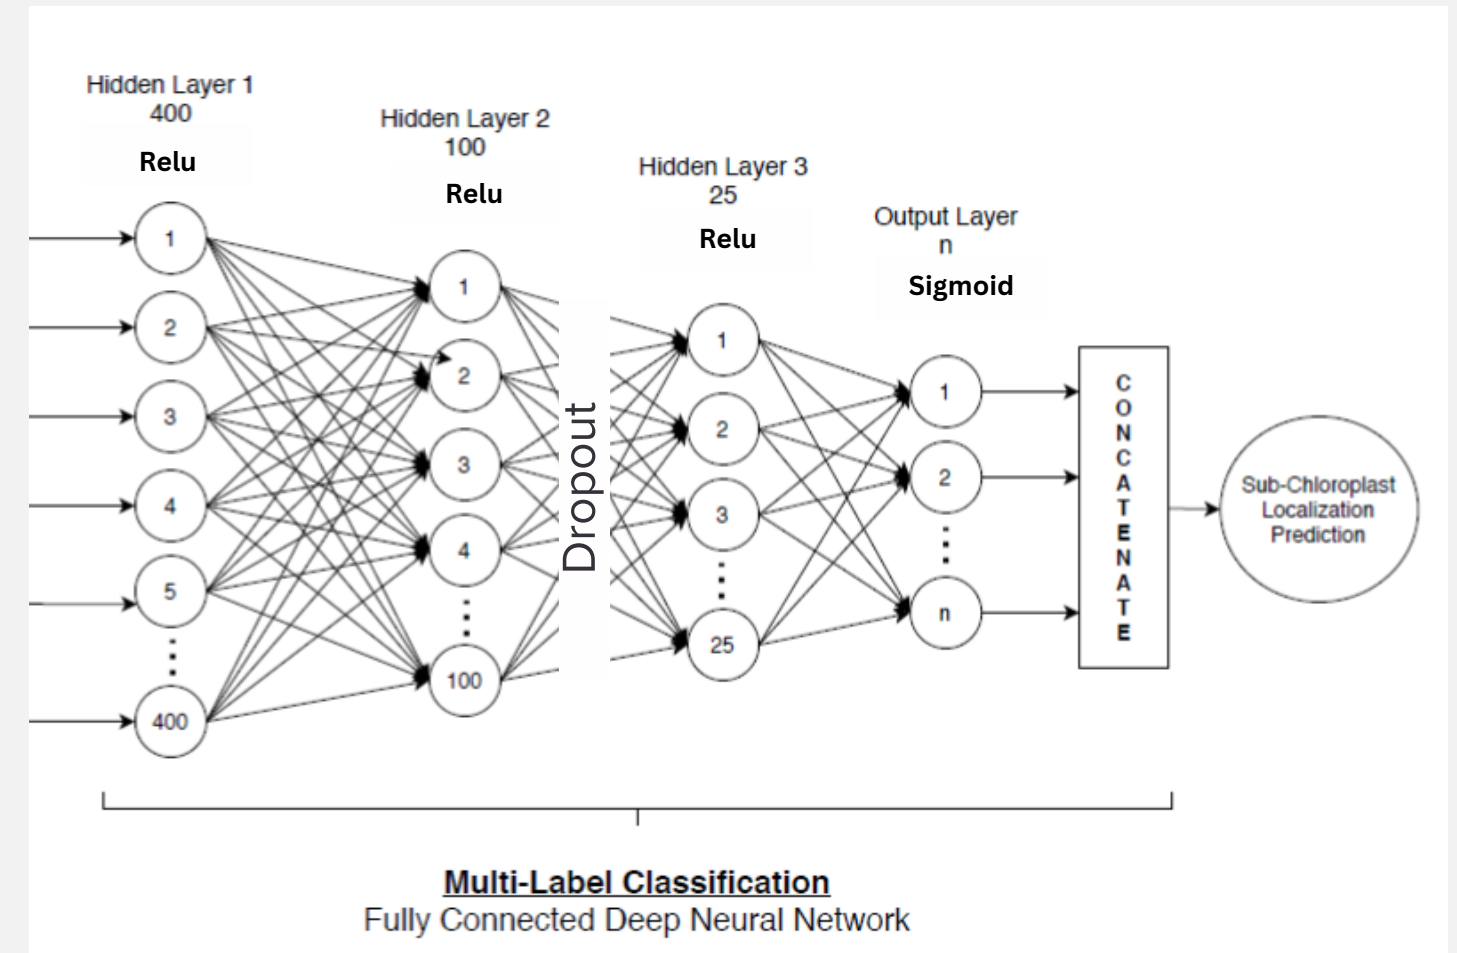 Hidden Layer 1
400
Relu
1
2
3
4
5
400
Hidden Layer 2
100
Relu
1
2
3
4
100
Dropout
Hidden Layer 3
25
Relu
1
2
3
25
Output Layer
n
Sigmoid
1
2
n
CONCATENATE
Sub-Chloroplast
Localization
Prediction
Multi-Label Classification
Fully Connected Deep Neural Network